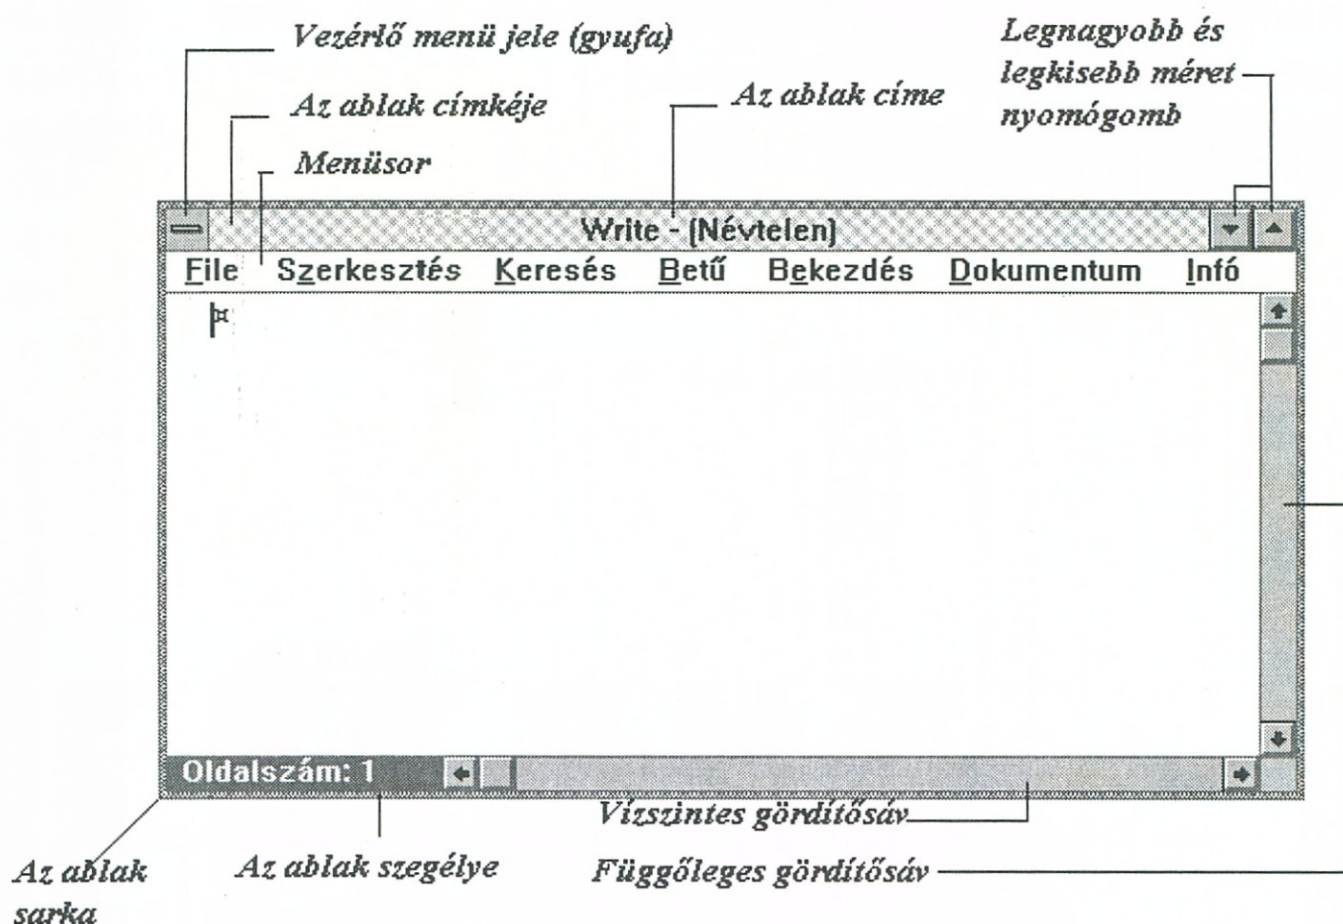 Vezérlő menü jele (gyufa)
Az ablak címkéje
Menüsor
Az ablak címe
Legnagyobb és
legkisebb méret
nyomógomb
Write - (Névtelen)
File Szerkesztés Keresés Betű Bekezdés Dokumentum Infó
¤
Oldalszám: 1
Vízszintes gördítősáv
Az ablak
sarka
Az ablak szegélye
Függőleges gördítősáv